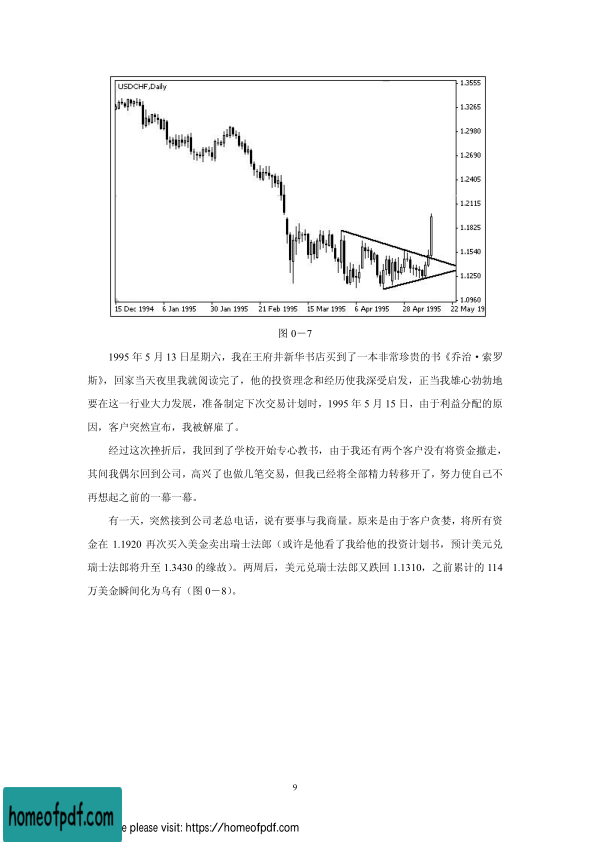 USDCHF,Daily
1.3555
1.3265
1.2980
1.2690
1.2405
1.2115
1.1825
1.1540
1.1250
1.0960
15 Dec 1994 6 Jan 1995 30 Jan 1995 21 Feb 1995 15 Mar 1995 6 Apr 1995 28 Apr 1995 22 May 19
图 0－7
1995 年 5 月 13 日星期六，我在王府井新华书店买到了一本非常珍贵的书《乔治·索罗
斯》，回家当天夜里我就阅读完了，他的投资理念和经历使我深受启发，正当我雄心勃勃地
要在这一行业大力发展，准备制定下次交易计划时，1995 年 5 月 15 日，由于利益分配的原
因，客户突然宣布，我被解雇了。
经过这次挫折后，我回到了学校开始专心教书，由于我还有两个客户没有将资金撤走，
其间我偶尔回到公司，高兴了也做几笔交易，但我已经将全部精力转移开了，努力使自己不
再想起之前的一幕一幕。
有一天，突然接到公司老总电话，说有要事与我商量。原来是由于客户贪婪，将所有资
金在 1.1920 再次买入美金卖出瑞士法郎（或许是他看了我给他的投资计划书，预计美元兑
瑞士法郎将升至 1.3430 的缘故）。两周后，美元兑瑞士法郎又跌回 1.1310，之前累计的 114
万美金瞬间化为乌有（图 0－8）。
9
homeofpdf.com
e please visit: https://homeofpdf.com